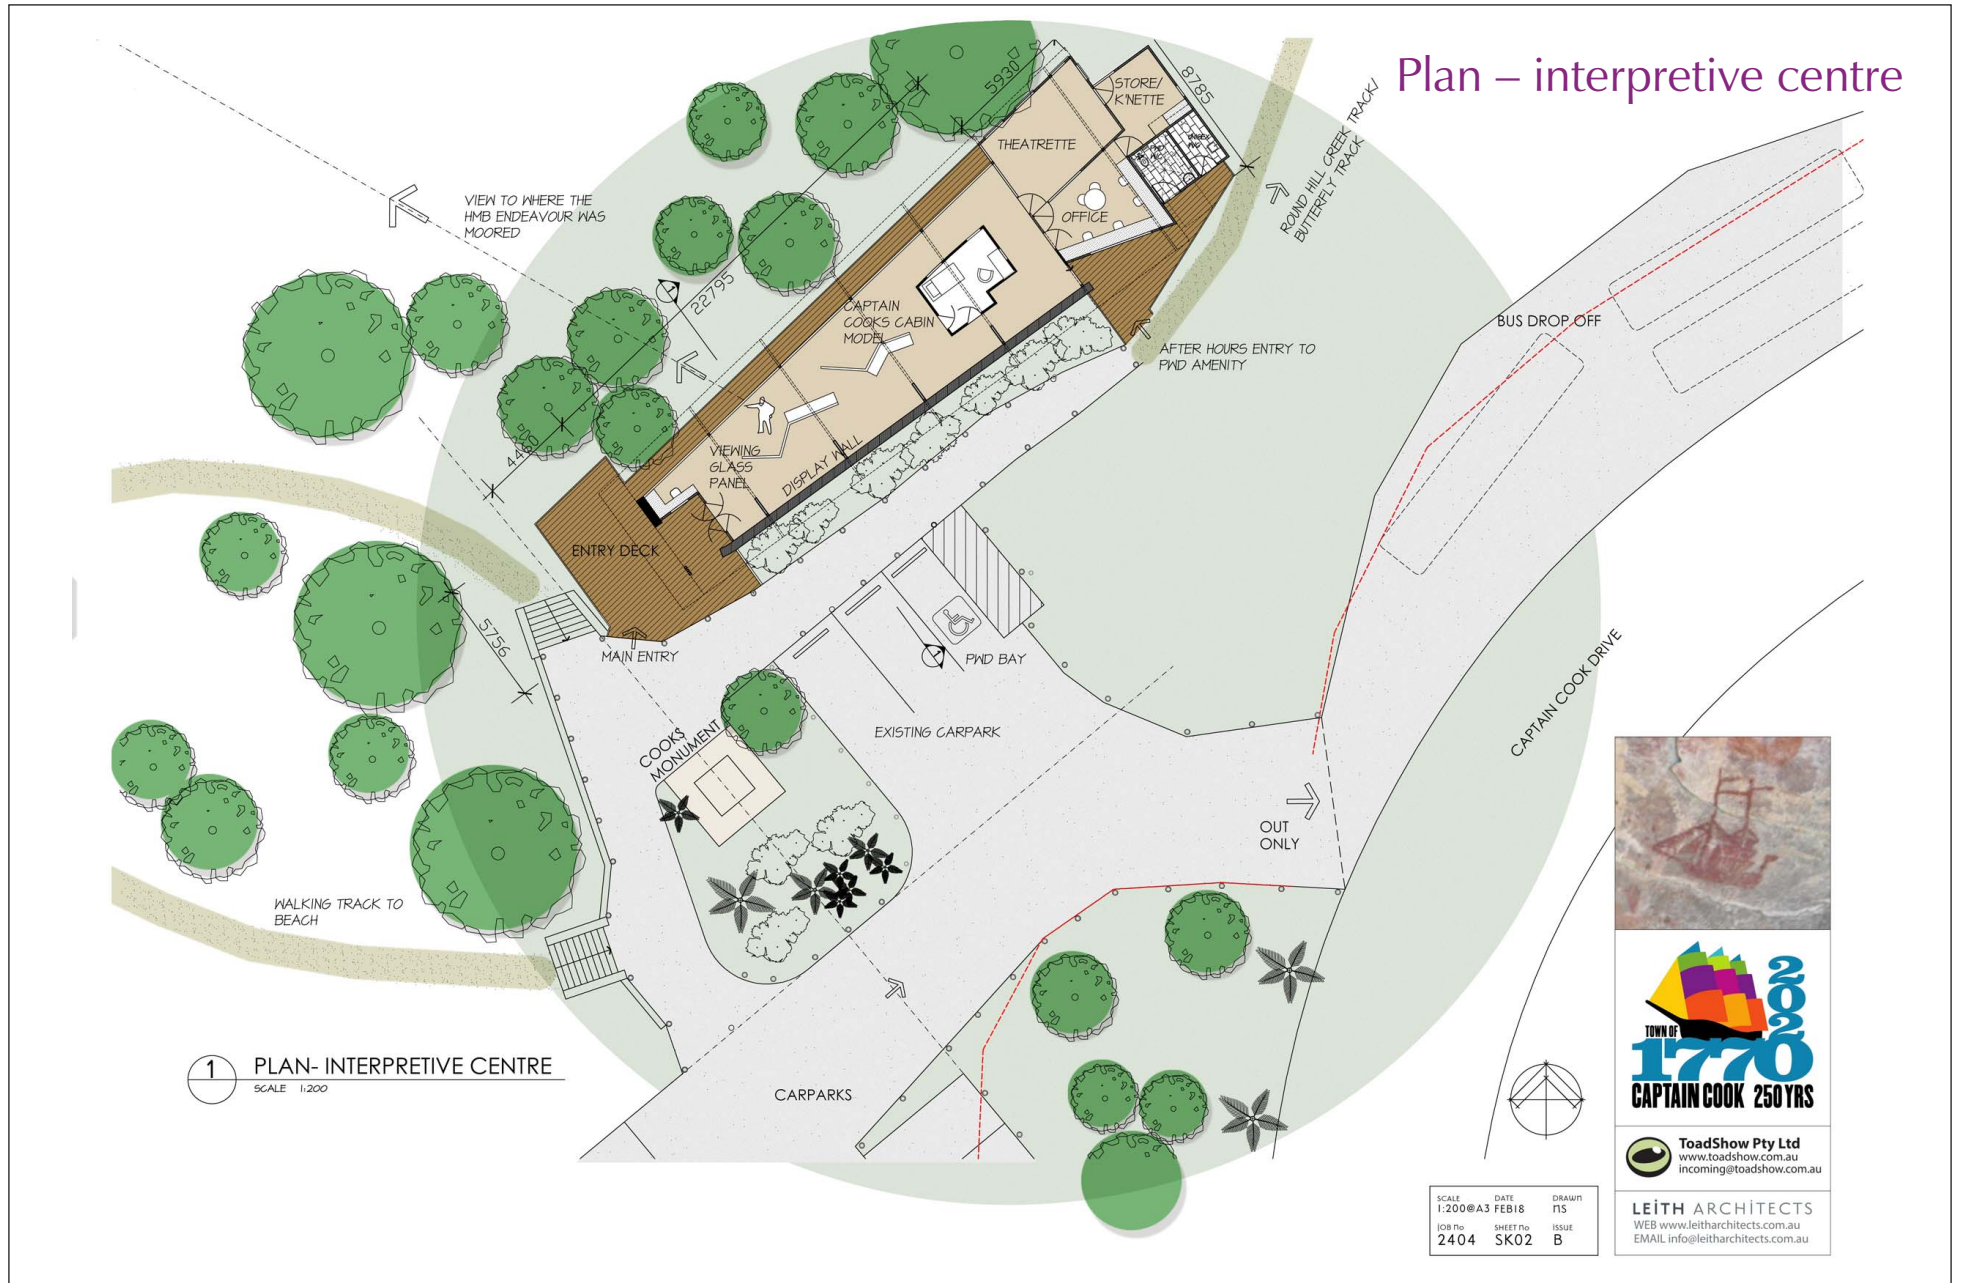 Plan – interpretive centre
5930
STORE/
K'NETTE
8785
THEATRETTE
ROUND HILL CREEK TRACK/
BUTTERFLY TRACK
VIEW TO WHERE THE
HMB ENDEAVOUR WAS
MOORED
OFFICE
22795
CAPTAIN
COOKS CABIN
MODEL
BUS DROP OFF
AFTER HOURS ENTRY TO
PWD AMENITY
VIEWING
GLASS
PANEL
DISPLAY WALL
ENTRY DECK
5756
MAIN ENTRY
PWD BAY
CAPTAIN COOK DRIVE
COOKS
MONUMENT
EXISTING CARPARK
OUT
ONLY
WALKING TRACK TO
BEACH
9
1
PLAN- INTERPRETIVE CENTRE
SCALE 1:200
CARPARKS
2020
TOWN OF
1770
CAPTAIN COOK 250 YRS
ToadShow Pty Ltd
www.toadshow.com.au
incoming@toadshow.com.au
LEiTH ARCHiTECTS
WEB www.leitharchitects.com.au
EMAIL info@leitharchitects.com.au
SCALE DATE DRAWN
1:200@A3 FEB18 NS
JOB No SHEET No ISSUE
2404 SK02 B